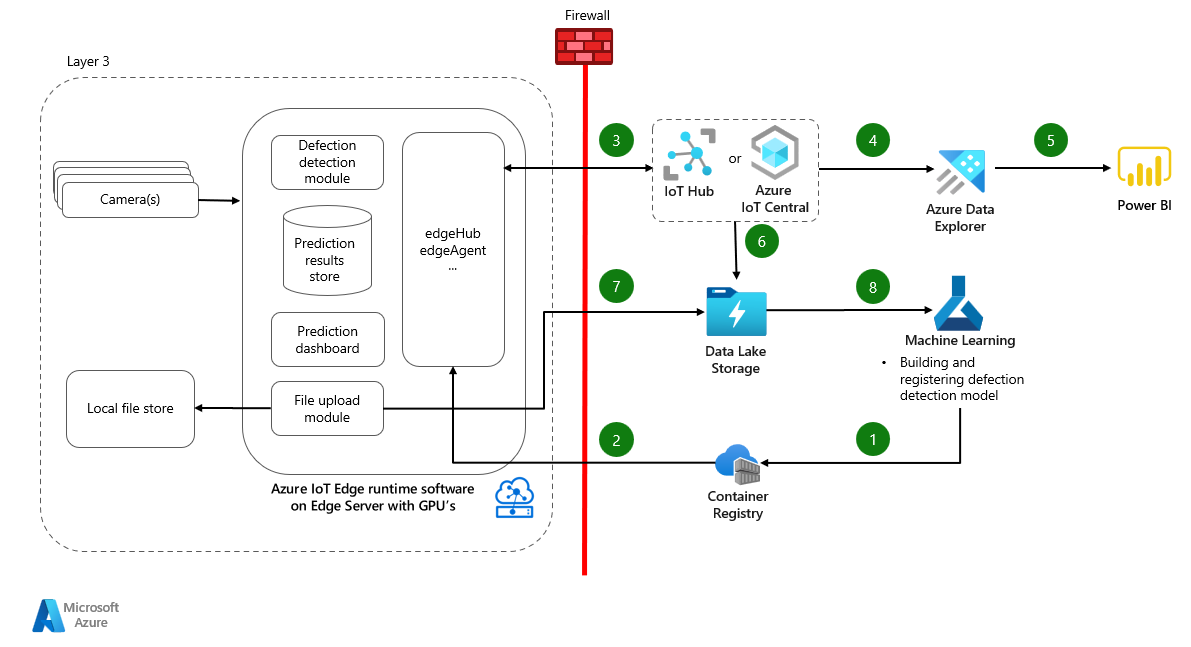 Firewall
Layer 3
Defection
detection
module
Camera(s)
Prediction
results
store
edgeHub
edgeAgent
...
Prediction
dashboard
Local file store
File upload
module
Azure IoT Edge runtime software
on Edge Server with GPU's
3
IoT Hub
or
Azure
IoT Central
4
Azure Data
Explorer
5
Power BI
6
7
Data Lake
Storage
8
Machine Learning
• Building and
registering defection
detection model
2
Container
Registry
1
Microsoft
Azure